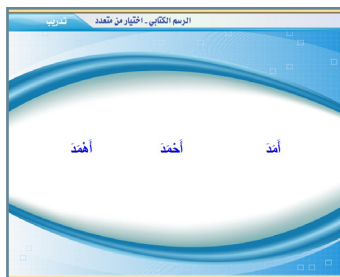 الرسم الكتابي - اختيار من متعدد تدريب
أَمَدَ أَحْمَدَ أَهْمَدَ